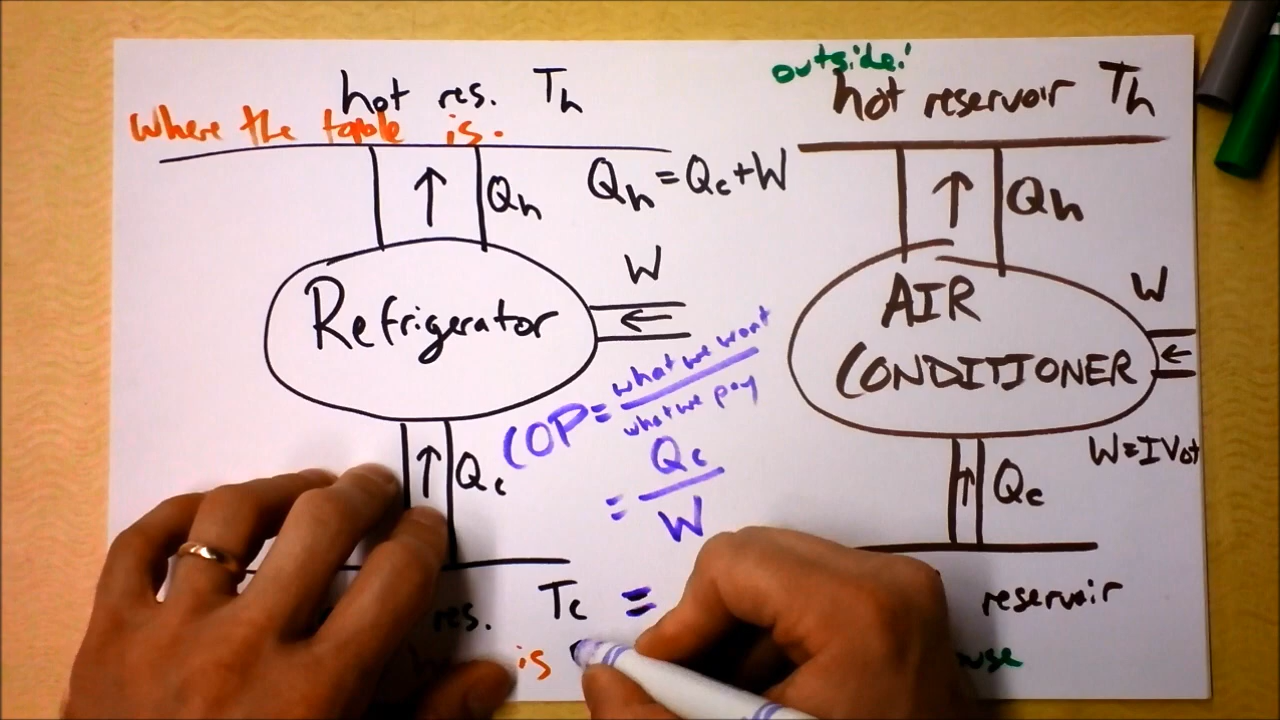 hot res. Th
where the table is.
Qh
Qh=Qc+W
W
Refrigerator
COP=what we want
what we pay
= Qc
W
Qc
res.
Tc =
is
outside!
hot reservoir Th
Qh
W
AIR
CONDITIONER
W=IVΔt
Qc
reservoir